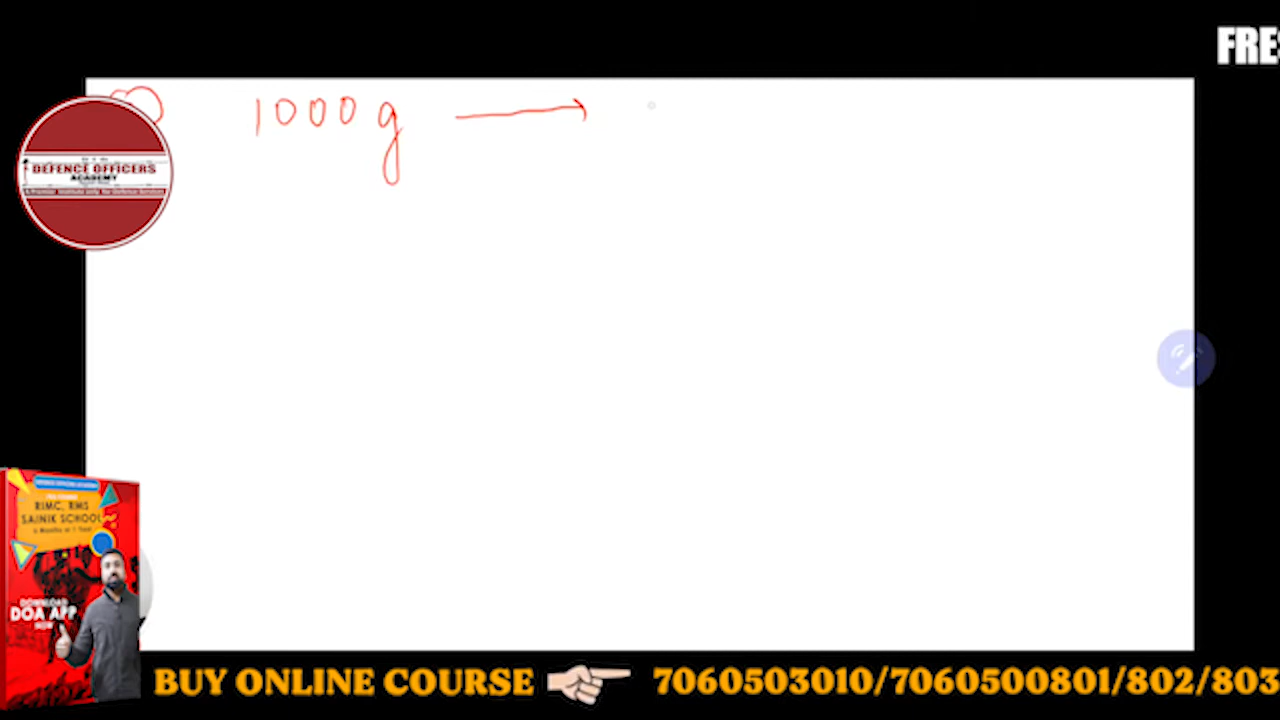 FRES
1000 g →
DEFENCE OFFICERS
ACADEMY
RIMC, RMS
SAINIK SCHOOL
DOWNLOAD
DOA APP
NOW
BUY ONLINE COURSE 7060503010/7060500801/802/803